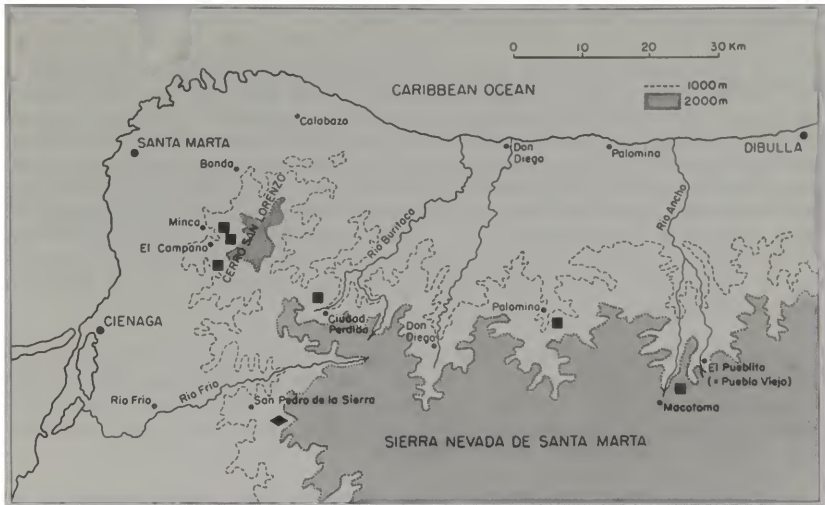 0 10 20 30 Km
CARIBBEAN OCEAN
1000 m
2000 m
Calabazo
SANTA MARTA
Don
Diego
Palomino
DIBULLA
Bonda
Minca
El Campano
CERRO SAN LORENZO
Rio Buritaca
Rio Ancho
Ciudad
Perdida
Palomino
CIENAGA
Don
Diego
El Pueblito
(= Pueblo Viejo)
Rio Frio
Rio Frio
San Pedro de la Sierra
Macotama
SIERRA NEVADA DE SANTA MARTA